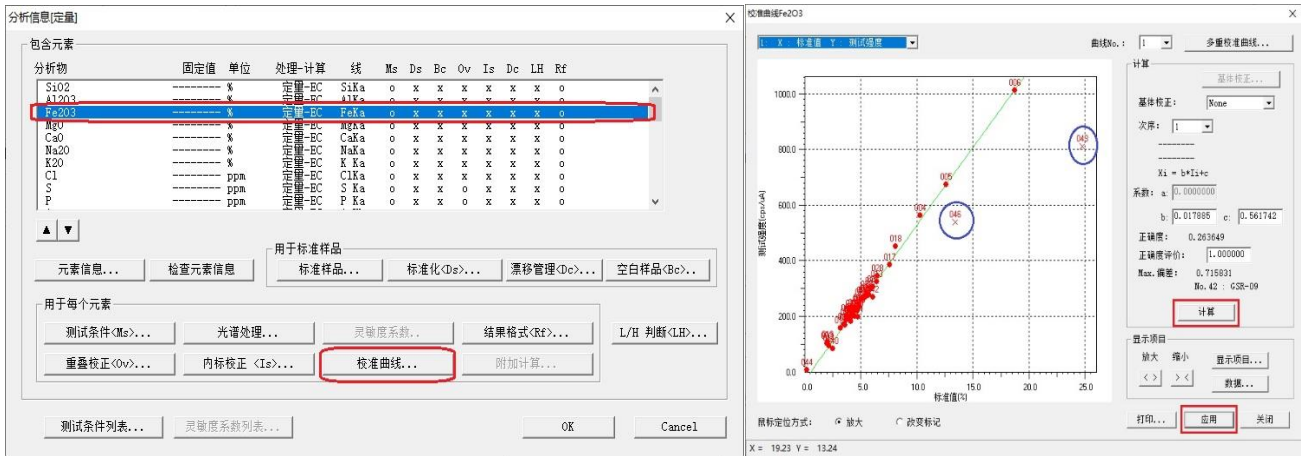 分析信息[定量]
包含元素
分析物 固定值 单位 处理-计算 线 Ms Ds Bc Ov Is Dc LH Rf
SiO2 -------- % 定量-EC SiKa o x x x x x x o
Al2O3 -------- % 定量-EC AlKa o x x x x x x o
Fe2O3 -------- % 定量-EC FeKa o x x x x x x o
MgO -------- % 定量-EC MgKa o x x x x x x o
CaO -------- % 定量-EC CaKa o x x x x x x o
Na2O -------- % 定量-EC NaKa o x x x x x x o
K2O -------- % 定量-EC K Ka o x x x x x x o
Cl -------- ppm 定量-EC ClKa o x x x x x x o
S -------- ppm 定量-EC S Ka o x x o x x x o
P -------- ppm 定量-EC P Ka o x x x x x x o
用于标准样品
元素信息... 检查元素信息 标准样品... 标准化<Ds>... 漂移管理<Dc>... 空白样品<Bc>..
用于每个元素
测试条件<Ms>... 光谱处理... 灵敏度系数.. 结果格式<Rf>... L/H 判断<LH>...
重叠校正<Ov>... 内标校正 <Is>... 校准曲线... 附加计算...
测试条件列表... 灵敏度系数列表... OK Cancel
校准曲线Fe2O3
1: X : 标准值 Y : 测试强度
曲线No.: 1 多重校准曲线...
计算
基体校正...
基体校正: None
次序: 1
--------
--------
Xi = b*Ii+c
系数: a: 0.0000000
b: 0.017885 c: 0.561742
正确度: 0.263649
正确度评价: 1.000000
Max.偏差: 0.715831
No.42 : GSR-09
计算
显示项目
放大 缩小 显示项目...
< > > < 数据...
打印... 应用 关闭
测试强度[cps/uA]
1000.0
800.0
600.0
400.0
200.0
0.0
006
049
005
004
046
018
017
020
044
0.0 5.0 10.0 15.0 20.0 25.0
标准值[%]
鼠标定位方式: 放大 改变标记
X = 19.23 Y = 13.24